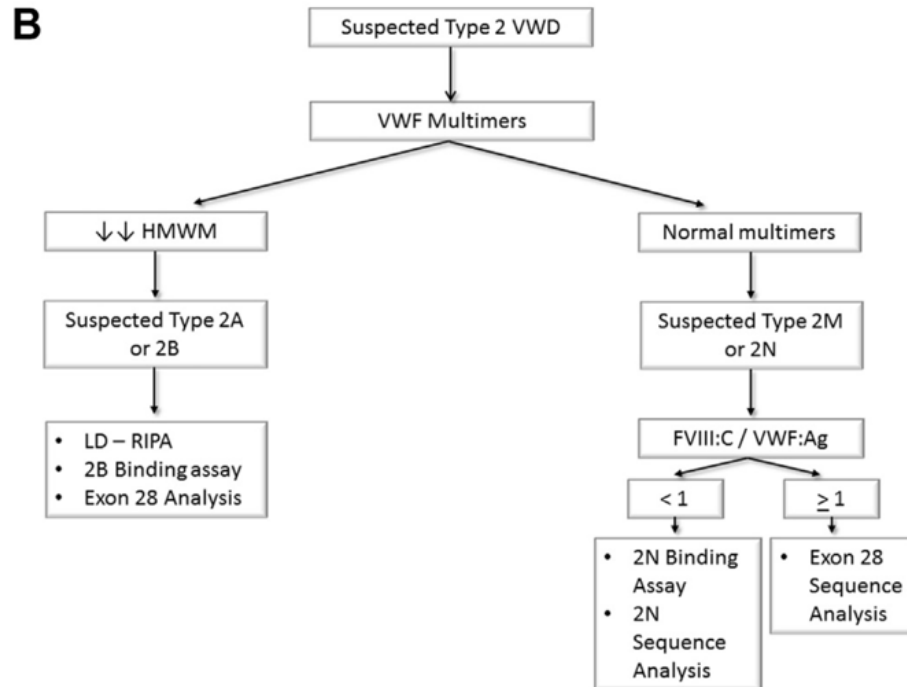 B
Suspected Type 2 VWD
VWF Multimers
↓↓ HMWM
Normal multimers
Suspected Type 2A
or 2B
Suspected Type 2M
or 2N
• LD – RIPA
• 2B Binding assay
• Exon 28 Analysis
FVIII:C / VWF:Ag
< 1
≥ 1
• 2N Binding
Assay
• 2N
Sequence
Analysis
• Exon 28
Sequence
Analysis